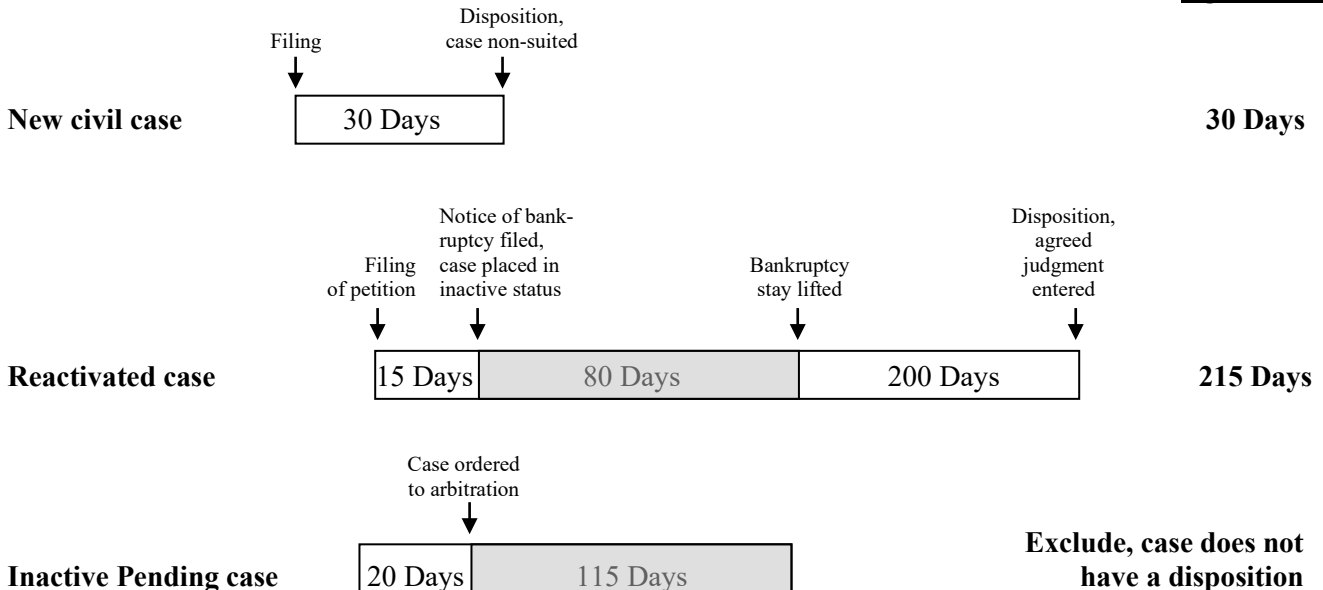 Filing
Disposition,
case non-suited
New civil case
30 Days
30 Days
Filing
of petition
Notice of bank-
ruptcy filed,
case placed in
inactive status
Bankruptcy
stay lifted
Disposition,
agreed
judgment
entered
Reactivated case
15 Days
80 Days
200 Days
215 Days
Case ordered
to arbitration
Inactive Pending case
20 Days
115 Days
Exclude, case does not
have a disposition